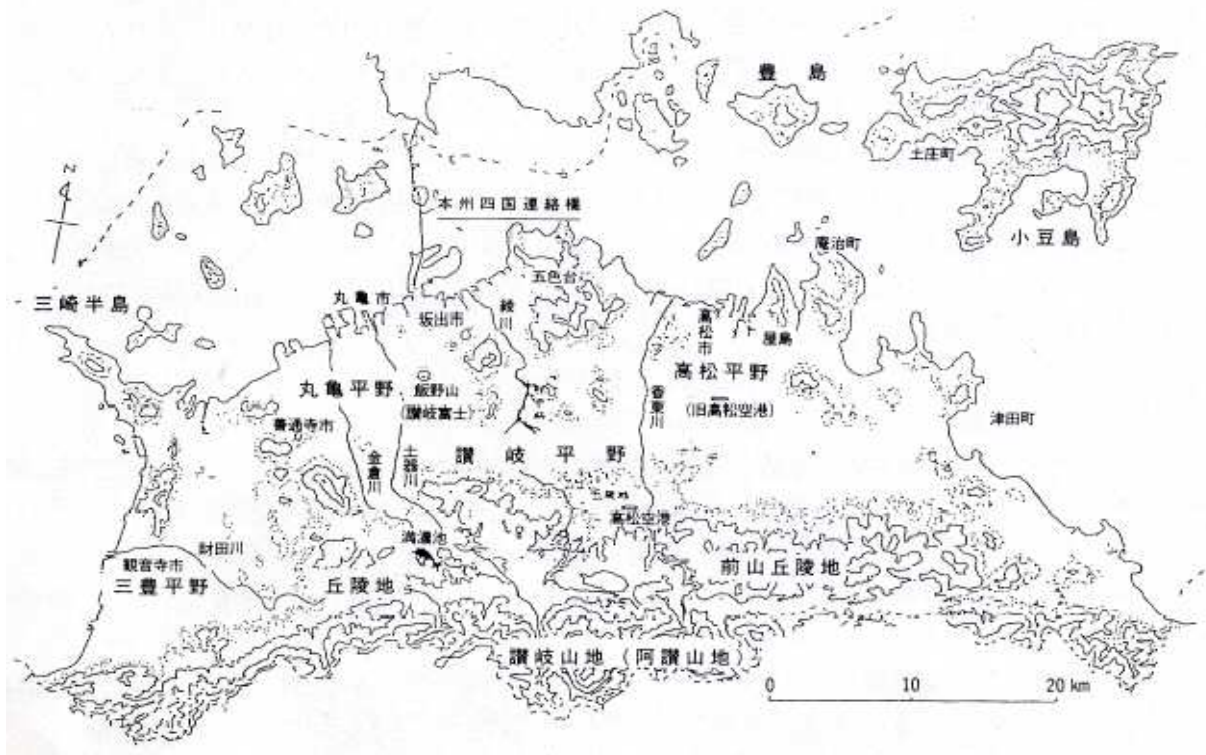 豊島
土庄町
小豆島
N
本州四国連絡橋
庵治町
三崎半島
五色台
丸亀市
坂出市
綾川
高松市
屋島
高松平野
丸亀平野
飯野山
(讃岐富士)
香東川
(旧高松空港)
津田町
善通寺市
金倉川
土器川
讃岐平野
高松空港
満濃池
財田川
観音寺市
三豊平野
丘陵地
前山丘陵地
讃岐山地(阿讃山地)
0 10 20 km